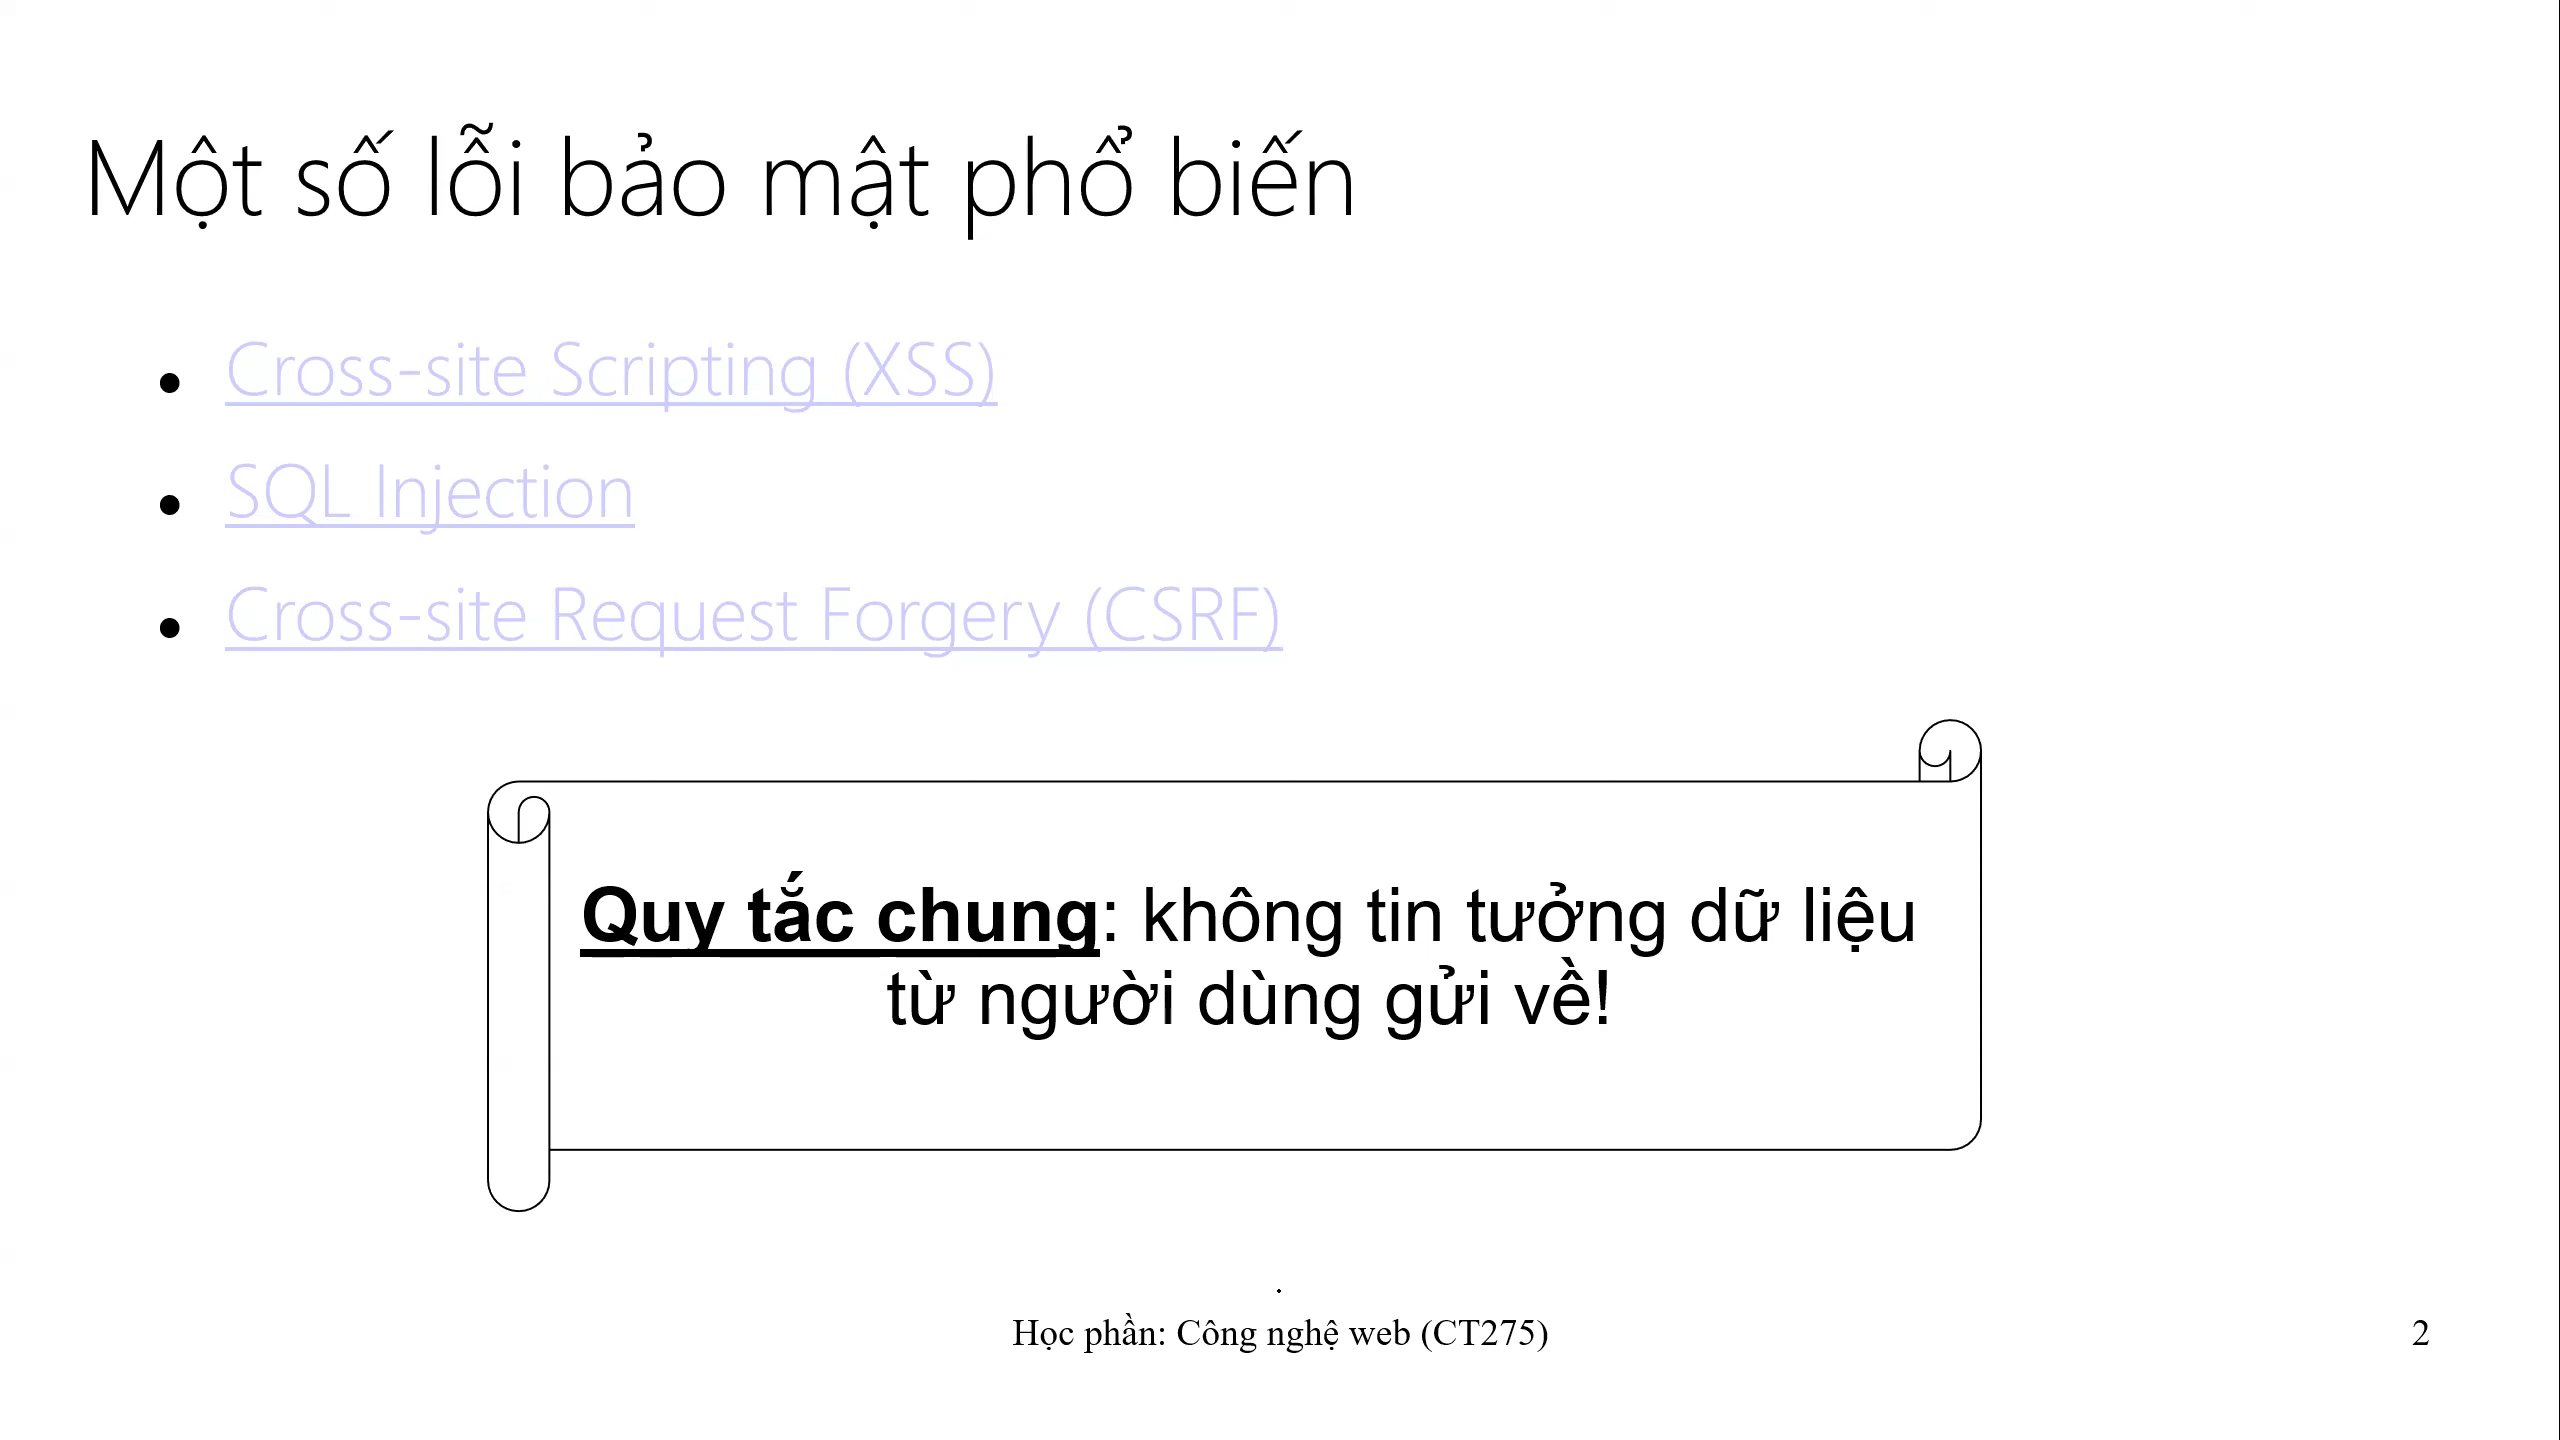 Một số lỗi bảo mật phổ biến
• Cross-site Scripting (XSS)
• SQL Injection
• Cross-site Request Forgery (CSRF)
Quy tắc chung: không tin tưởng dữ liệu
từ người dùng gửi về!
.
Học phần: Công nghệ web (CT275)
2